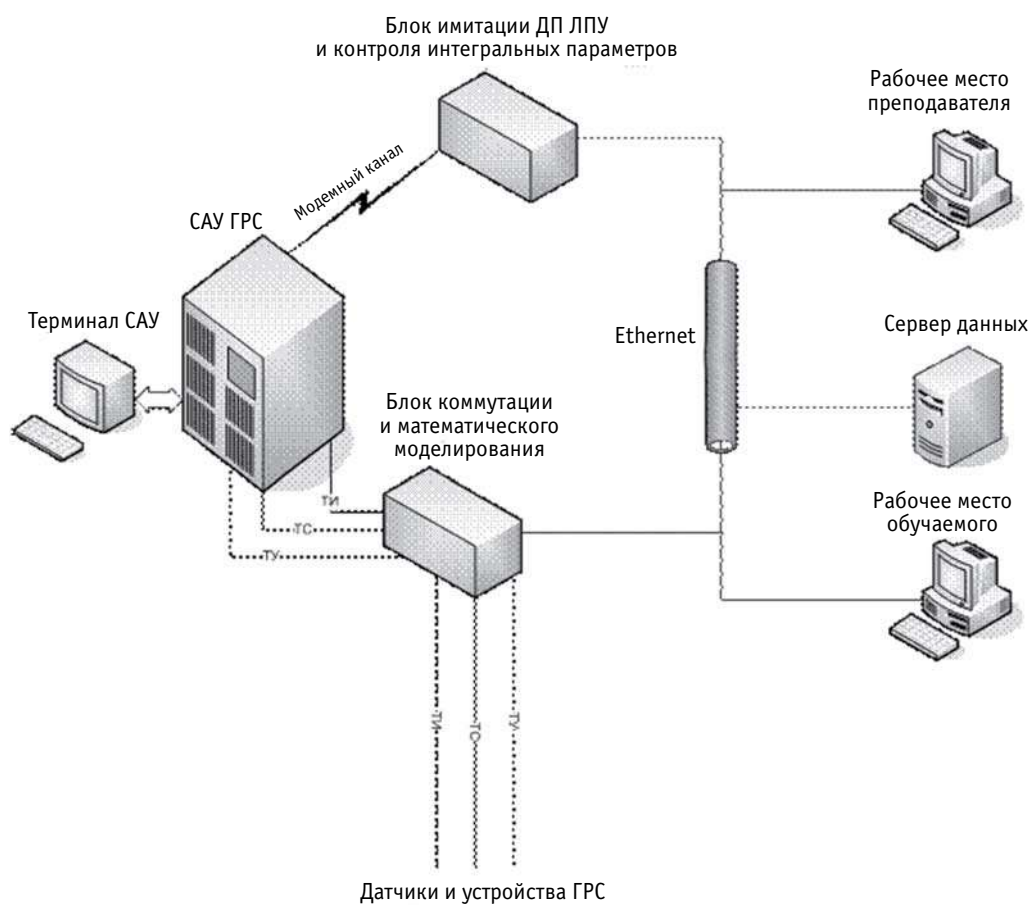 Блок имитации ДП ЛПУ
и контроля интегральных параметров
Рабочее место
преподавателя
Модемный канал
САУ ГРС
Терминал САУ
Ethernet
Сервер данных
Блок коммутации
и математического
моделирования
Рабочее место
обучаемого
ТИ
ТС
ТУ
ТИ
ТС
ТУ
Датчики и устройства ГРС